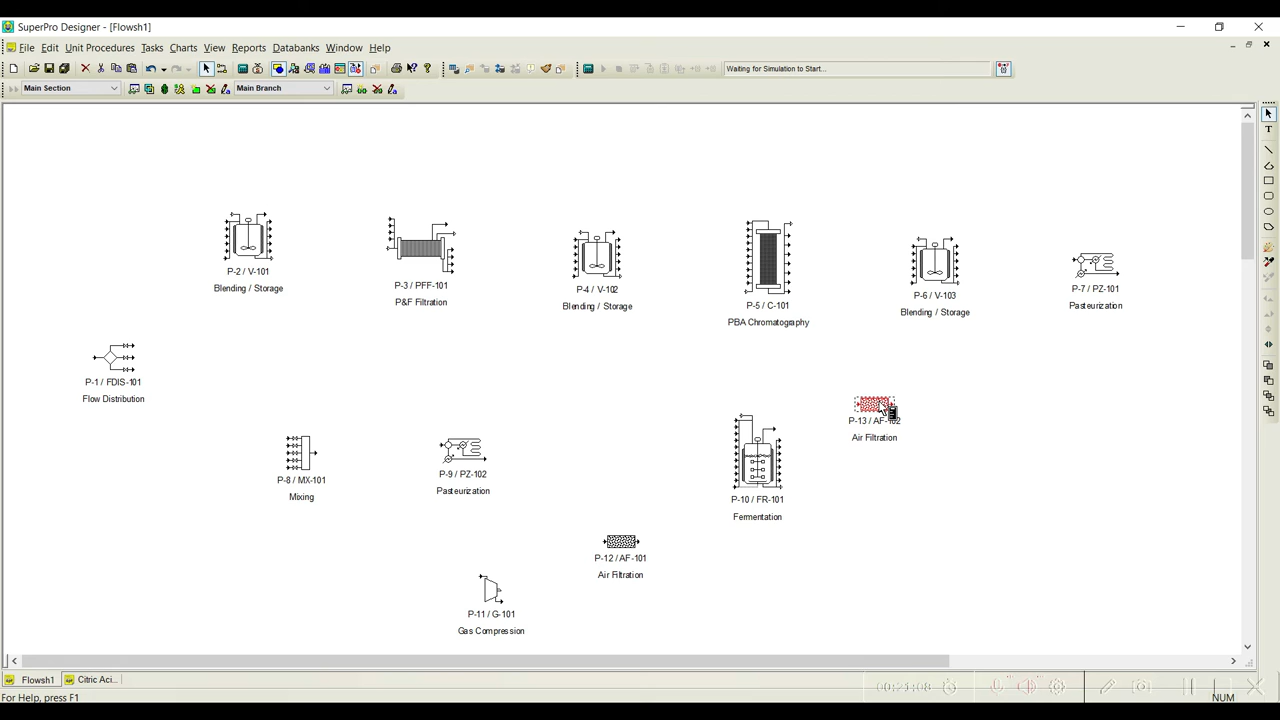 SuperPro Designer - [Flowsh1]
File Edit Unit Procedures Tasks Charts View Reports Databanks Window Help
Waiting for Simulation to Start...
Main Section Main Branch
P-2 / V-101
Blending / Storage
P-3 / PFF-101
P&F Filtration
P-4 / V-102
Blending / Storage
P-5 / C-101
PBA Chromatography
P-6 / V-103
Blending / Storage
P-7 / PZ-101
Pasteurization
P-1 / FDIS-101
Flow Distribution
P-13 / AF-102
Air Filtration
P-8 / MX-101
Mixing
P-9 / PZ-102
Pasteurization
P-10 / FR-101
Fermentation
P-12 / AF-101
Air Filtration
P-11 / G-101
Gas Compression
Flowsh1 Citric Aci...
00:21:08
For Help, press F1
NUM